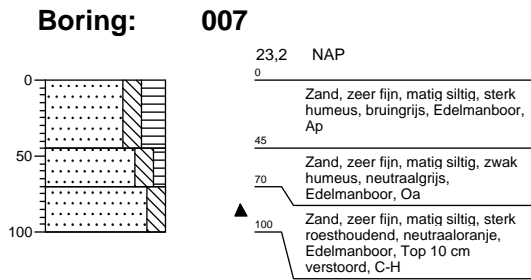 Boring: 007
23,2 NAP
0
0
Zand, zeer fijn, matig siltig, sterk
humeus, bruingrijs, Edelmanboor,
Ap
45
50
Zand, zeer fijn, matig siltig, zwak
humeus, neutraalgrijs,
Edelmanboor, Oa
70
100
100
Zand, zeer fijn, matig siltig, sterk
roesthoudend, neutraaloranje,
Edelmanboor, Top 10 cm
verstoord, C-H